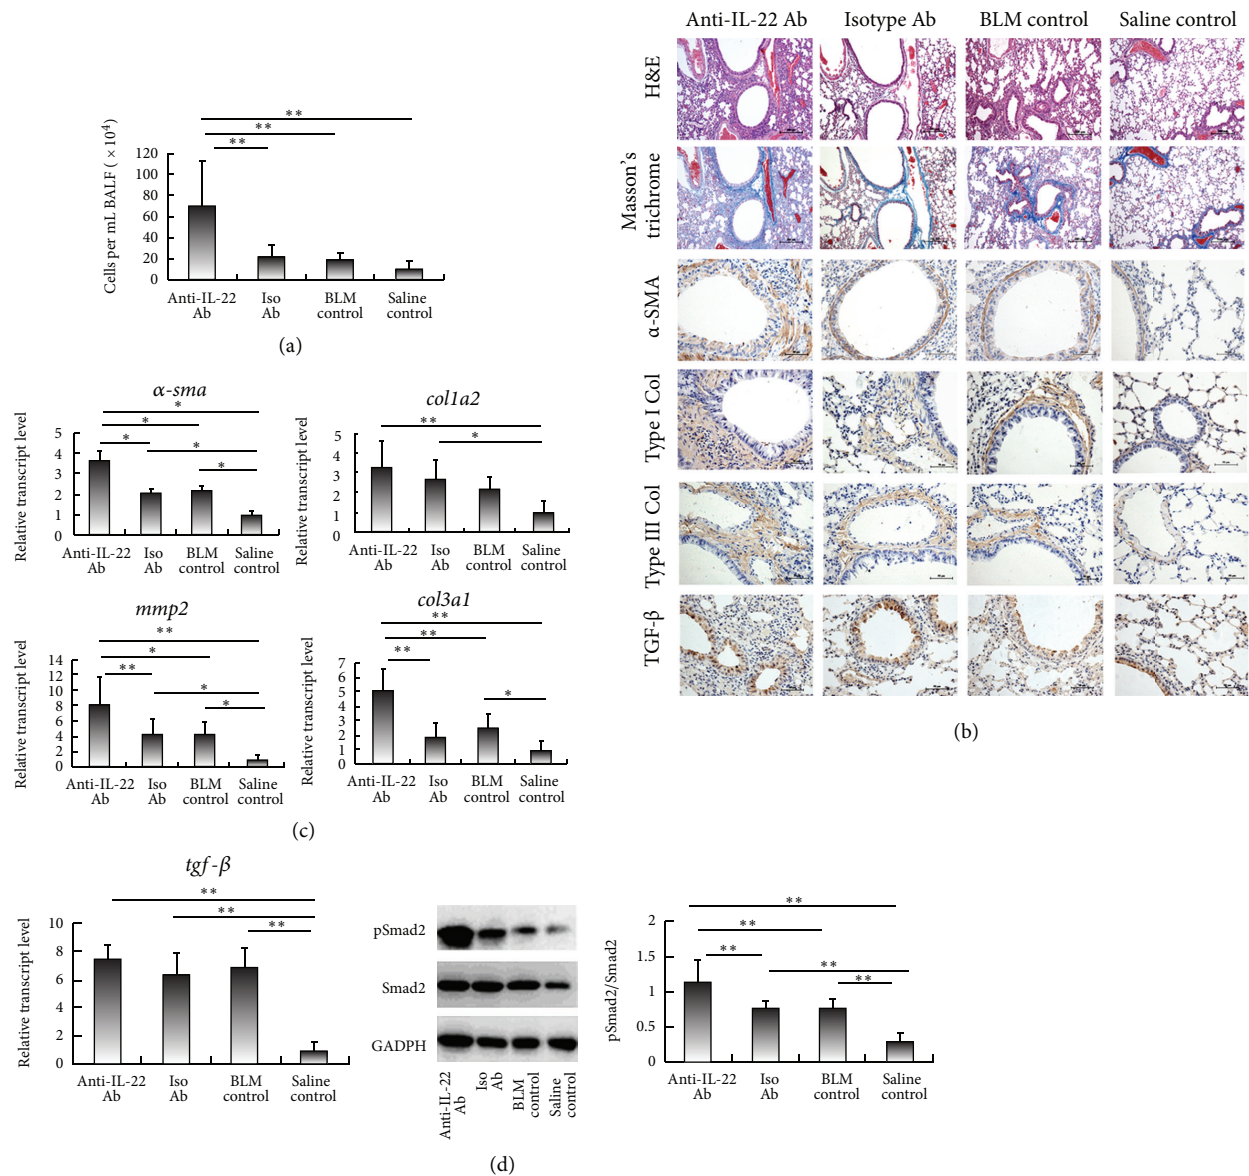 Cells per mL BALF ( × 10⁴)
120
100
80
60
40
20
0
** 
**
**
Anti-IL-22 Ab
Iso Ab
BLM control
Saline control
(a)
Anti-IL-22 Ab
Isotype Ab
BLM control
Saline control
H&E
Masson's trichrome
α-SMA
Type I Col
Type III Col
TGF-β
(b)
α-sma
Relative transcript level
5
4
3
2
1
0
*
*
*
*
*
Anti-IL-22 Ab
Iso Ab
BLM control
Saline control
col1a2
Relative transcript level
5
4
3
2
1
0
**
*
Anti-IL-22 Ab
Iso Ab
BLM control
Saline control
mmp2
Relative transcript level
14
12
10
8
6
4
2
0
**
*
**
*
*
Anti-IL-22 Ab
Iso Ab
BLM control
Saline control
col3a1
Relative transcript level
7
6
5
4
3
2
1
0
**
**
**
*
Anti-IL-22 Ab
Iso Ab
BLM control
Saline control
(c)
tgf-β
Relative transcript level
10
8
6
4
2
0
**
**
**
Anti-IL-22 Ab
Iso Ab
BLM control
Saline control
pSmad2
Smad2
GADPH
Anti-IL-22 Ab
Iso Ab
BLM control
Saline control
pSmad2/Smad2
2
1.5
1
0.5
0
**
**
**
**
**
Anti-IL-22 Ab
Iso Ab
BLM control
Saline control
(d)